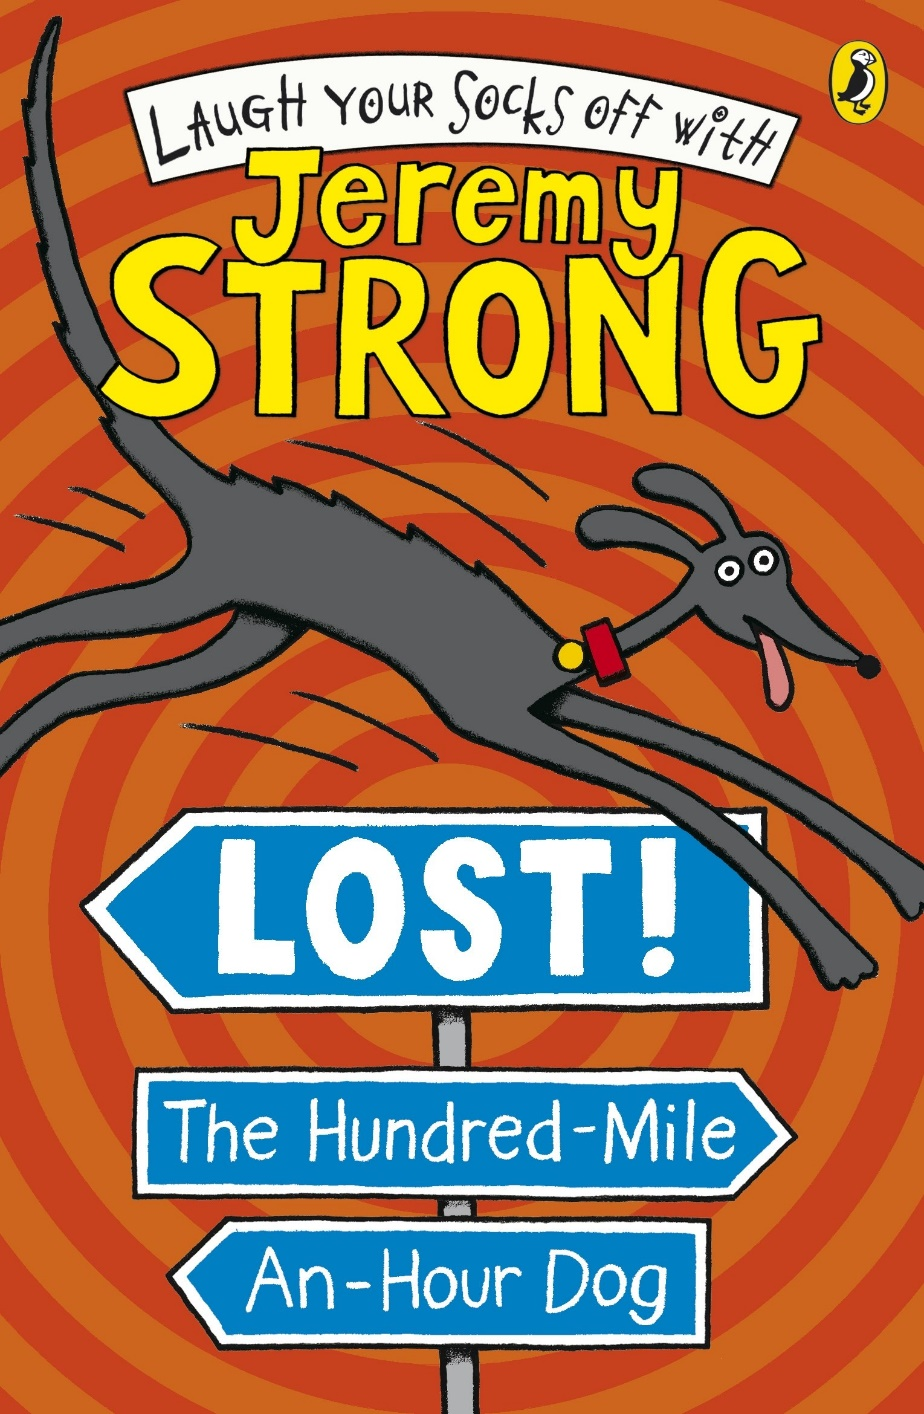 LAUGH YOUR SOCKS OFF WITH
Jeremy
STRONG
LOST!
The Hundred-Mile
An-Hour Dog